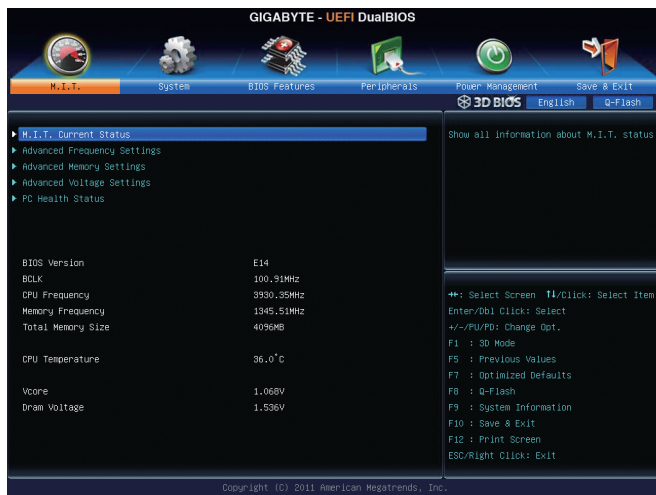 GIGABYTE - UEFI DualBIOS
M.I.T. System BIOS Features Peripherals Power Management Save & Exit
3D BIOS English Q-Flash
M.I.T. Current Status
Advanced Frequency Settings
Advanced Memory Settings
Advanced Voltage Settings
PC Health Status
Show all information about M.I.T. status
BIOS Version E14
BCLK 100.91MHz
CPU Frequency 3930.35MHz
Memory Frequency 1345.51MHz
Total Memory Size 4096MB
CPU Temperature 36.0°C
Vcore 1.068V
Dram Voltage 1.536V
↔: Select Screen ↑↓/Click: Select Item
Enter/Dbl Click: Select
+/-/PU/PD: Change Opt.
F1 : 3D Mode
F5 : Previous Values
F7 : Optimized Defaults
F8 : Q-Flash
F9 : System Information
F10 : Save & Exit
F12 : Print Screen
ESC/Right Click: Exit
Copyright (C) 2011 American Megatrends, Inc.